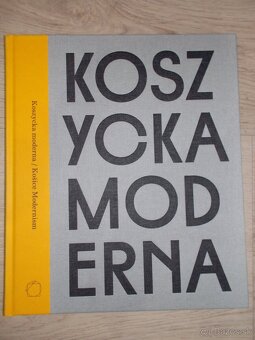 KOSZ
YCKA
MOD
ERNA
Koszycka moderna / Košice Modernism